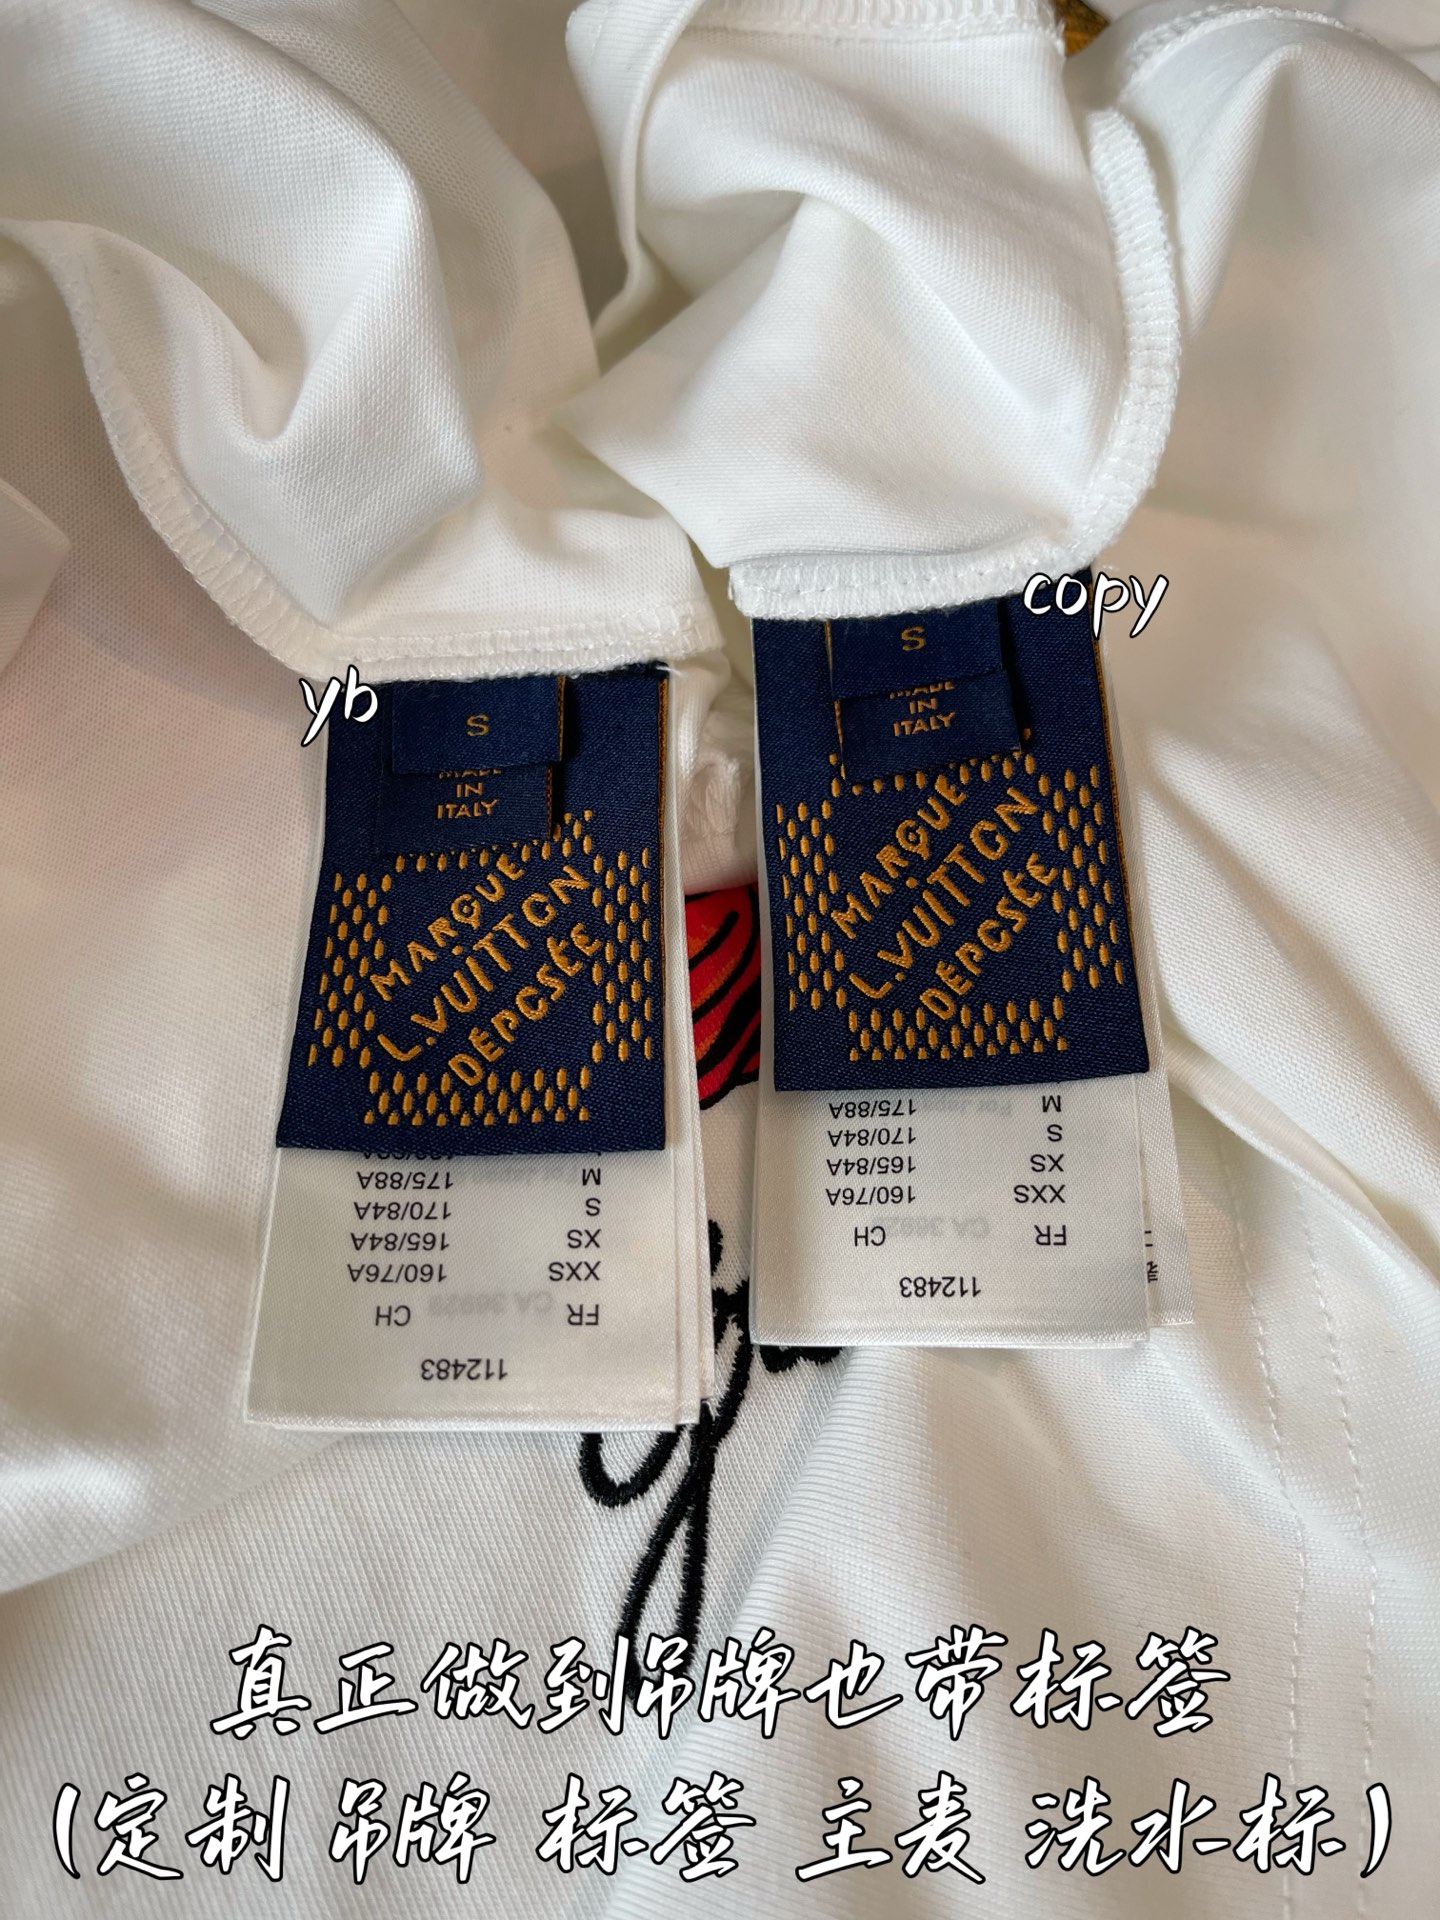 copy
yb
S
MADE
IN
ITALY
MARQUE
L.VUITTON
DÉPOSÉE
M 175/88A
S 170/84A
XS 165/84A
XXS 160/76A
FR CH
112483
S
MADE
IN
ITALY
MARQUE
L.VUITTON
DÉPOSÉE
M 175/88A
S 170/84A
XS 165/84A
XXS 160/76A
FR CH
112483
真正做到吊牌也带标签
(定制 吊牌 标签 主麦 洗水标)